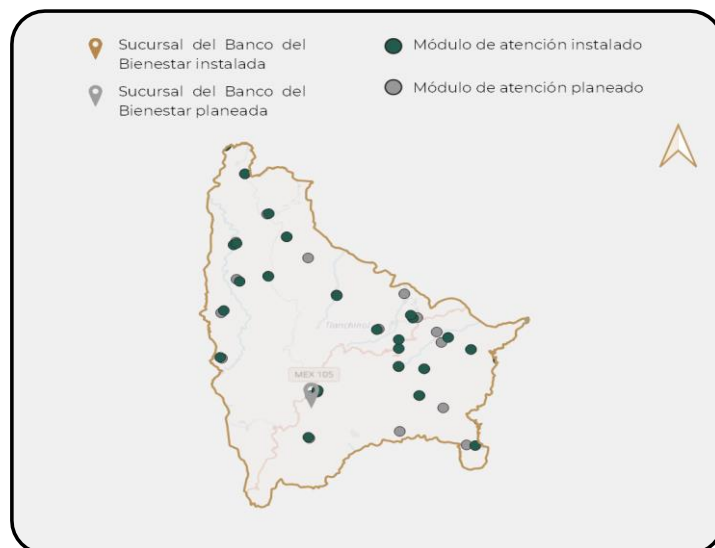 Sucursal del Banco del
Bienestar instalada
Módulo de atención instalado
Sucursal del Banco del
Bienestar planeada
Módulo de atención planeado
MEX 105